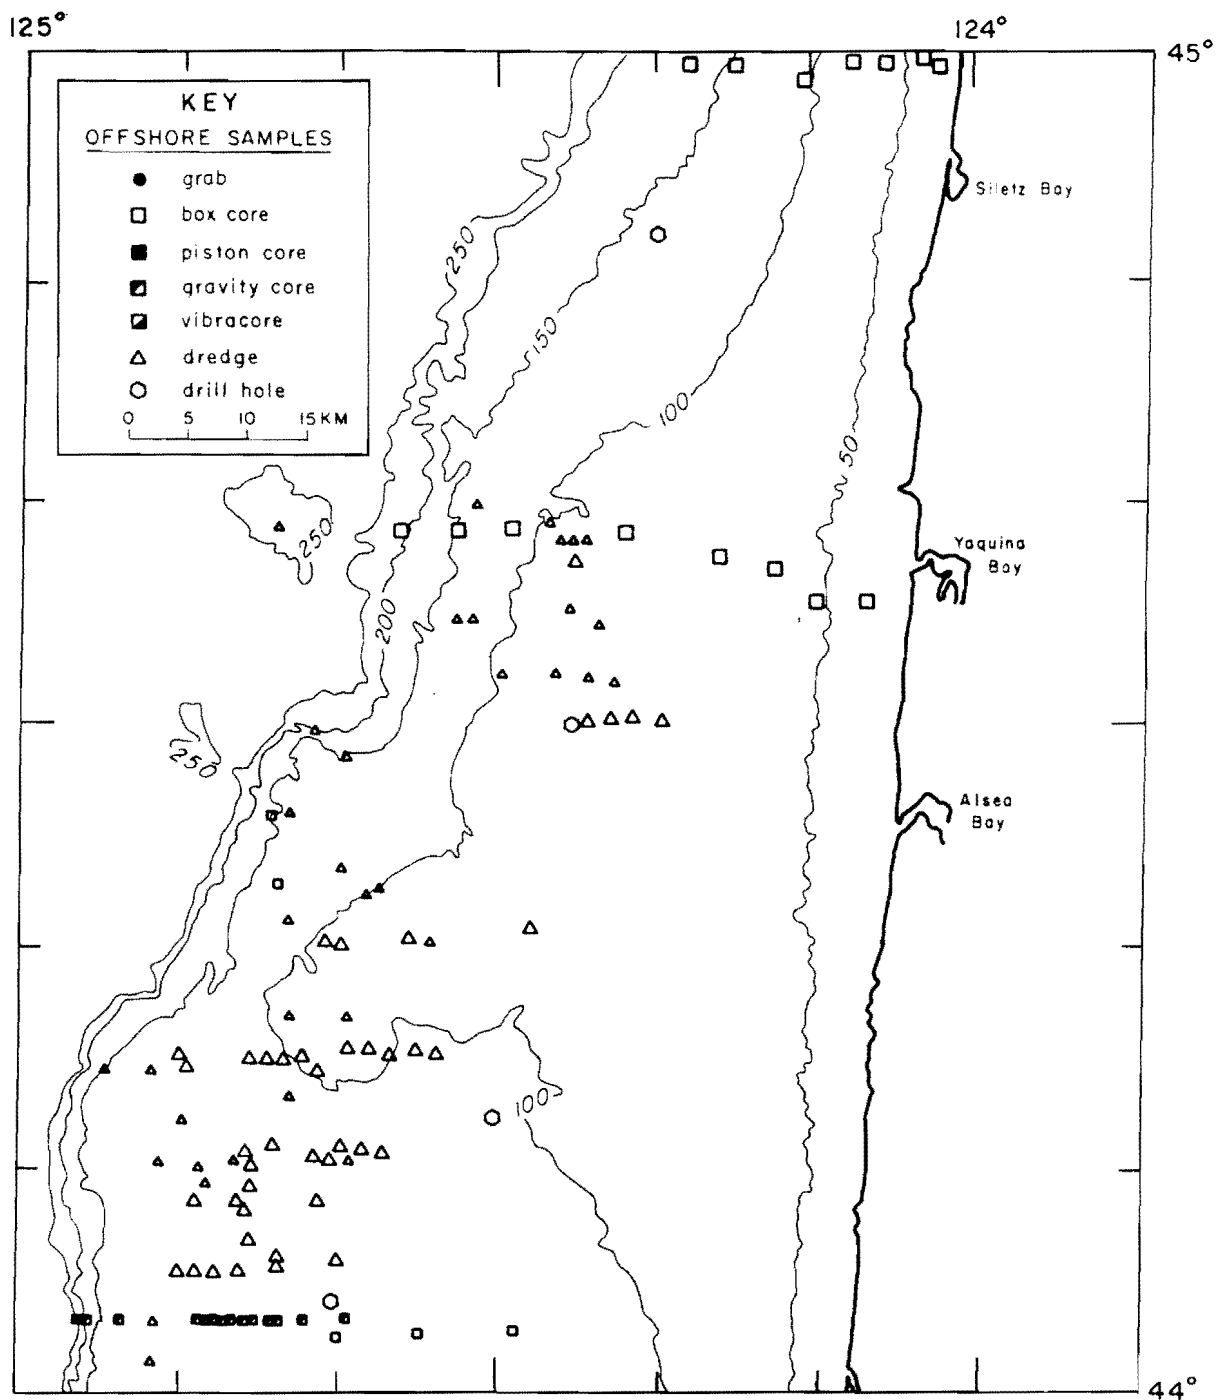 125°
124°
45°
KEY
OFFSHORE SAMPLES
grab
box core
piston core
gravity core
vibracore
dredge
drill hole
0 5 10 15 KM
Siletz Bay
250
150
100
50
250
Yaquina
Bay
200
250
Alsea
Bay
100
44°